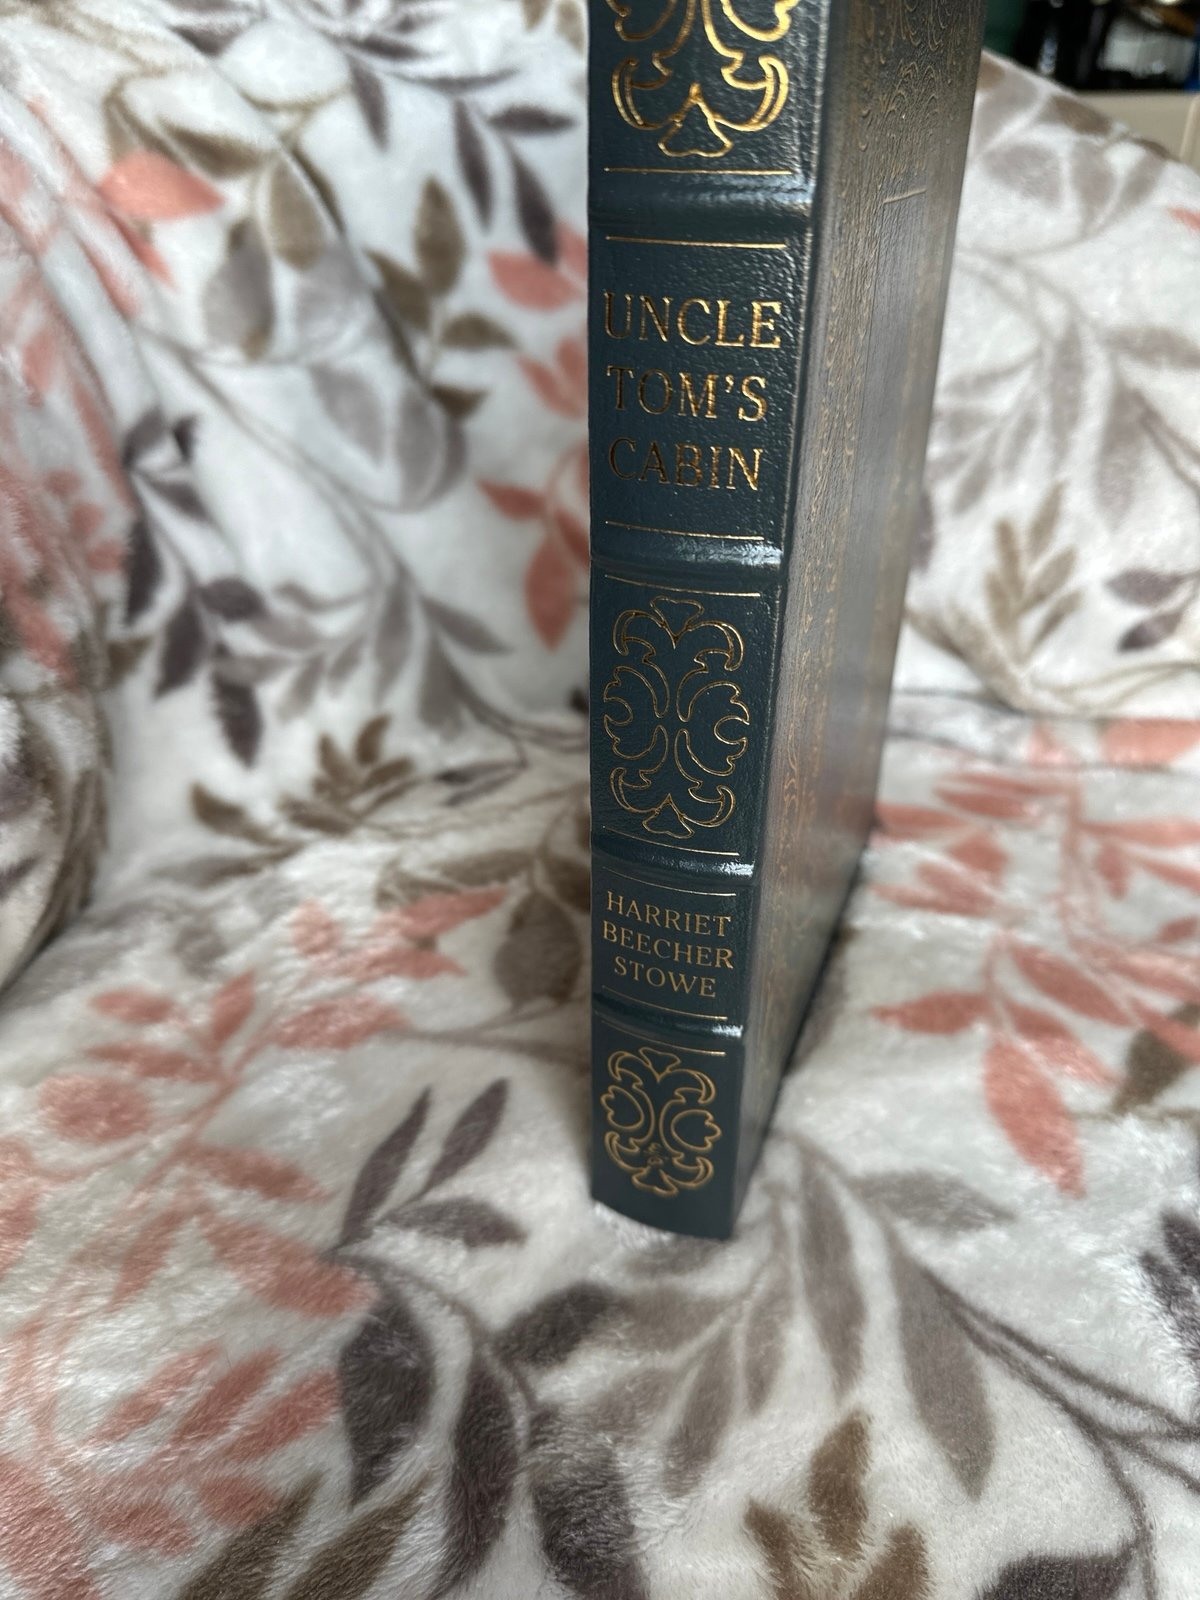 UNCLE
TOM'S
CABIN
HARRIET
BEECHER
STOWE